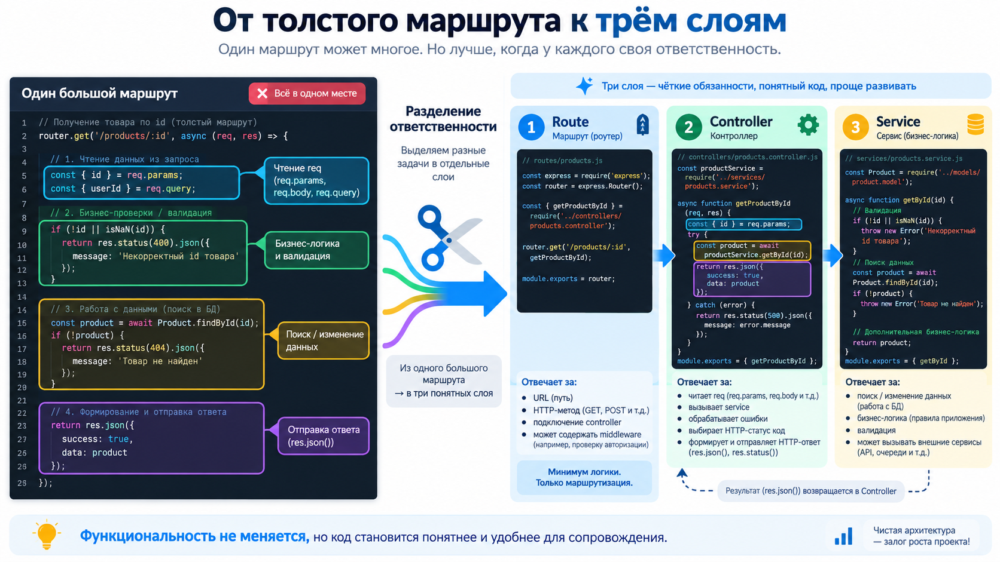 От толстого маршрута к трём слоям
Один маршрут может многое. Но лучше, когда у каждого своя ответственность.
Один большой маршрут
Всё в одном месте
1 // Получение товара по id (толстый маршрут)
2 router.get('/products/:id', async (req, res) => {
3
4 // 1. Чтение данных из запроса
5 const { id } = req.params;
6 const { userId } = req.query;
7
8 // 2. Бизнес-проверки / валидация
9 if (!id || isNaN(id)) {
10 return res.status(400).json({
11 message: 'Некорректный id товара'
12 });
13 }
14
14 // 3. Работа с данными (поиск в БД)
15 const product = await Product.findById(id);
16 if (!product) {
17 return res.status(404).json({
18 message: 'Товар не найден'
19 });
20 }
21
22 // 4. Формирование и отправка ответа
23 return res.json({
27 success: true,
26 data: product
28 });
28 });
Чтение req
(req.params,
req.body, req.query)
Бизнес-логика
и валидация
Поиск / изменение
данных
Отправка ответа
(res.json())
Разделение
ответственности
Выделяем разные
задачи в отдельные
слои
Из одного большого
маршрута
→ в три понятных слоя
Три слоя — чёткие обязанности, понятный код, проще развивать
1 Route
Маршрут (роутер)
// routes/products.js
const express = require('express');
const router = express.Router();
const { getProductById } =
require('../controllers/
products.controller');
router.get('/products/:id',
getProductById);
module.exports = router;
Отвечает за:
● URL (путь)
● HTTP-метод (GET, POST и т.д.)
● подключение controller
● может содержать middleware
(например, проверку авторизации)
Минимум логики.
Только маршрутизация.
2 Controller
Контроллер
// controllers/products.controller.js
const productService =
require('../services/
products.service');
async function getProductById
(req, res) {
const { id } = req.params;
try {
const product = await
productService.getById(id);
return res.json({
success: true,
data: product
});
} catch (error) {
return res.status(500).json({
message: error.message
});
}
}
module.exports = { getProductById };
Отвечает за:
● читает req (req.params, req.body и т.д.)
● вызывает service
● обрабатывает ошибки
● выбирает HTTP-статус код
● формирует и отправляет HTTP-ответ
(res.json(), res.status())
3 Service
Сервис (бизнес-логика)
// services/products.service.js
const Product = require('../models/
product.model');
async function getById(id) {
// Валидация
if (!id || isNaN(id)) {
throw new Error('Некорректный
id товара');
}
// Поиск данных
const product = await
Product.findById(id);
if (!product) {
throw new Error('Товар не найден');
}
// Дополнительная бизнес-логика
return product;
}
module.exports = { getById };
Отвечает за:
● поиск / изменение данных
(работа с БД)
● бизнес-логика (правила приложения)
● валидация
● может вызывать внешние сервисы
(API, очереди и т.д.)
Результат (res.json()) возвращается в Controller
Функциональность не меняется, но код становится понятнее и удобнее для сопровождения.
Чистая архитектура
— залог роста проекта!